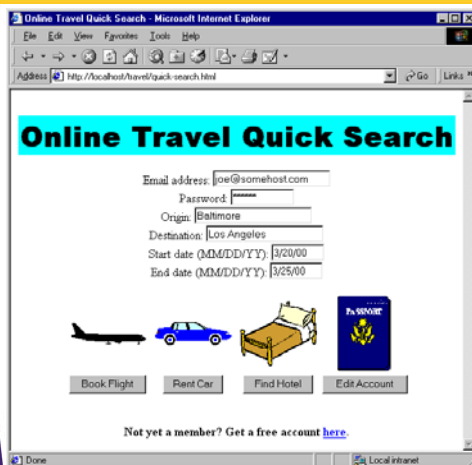 Online Travel Quick Search - Microsoft Internet Explorer
File Edit View Favorites Tools Help
Address http://localhost/travel/quick-search.html Go Links »
Online Travel Quick Search
Email address: joe@somehost.com
Password: ******
Origin: Baltimore
Destination: Los Angeles
Start date (MM/DD/YY): 3/20/00
End date (MM/DD/YY): 3/25/00
PASSPORT
Book Flight Rent Car Find Hotel Edit Account
Not yet a member? Get a free account here.
Done Local intranet